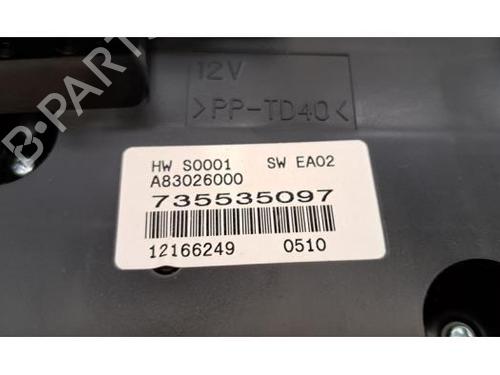 12V
>PP-TD40<
HW S0001 SW EA02
A83026000
735535097
12166249 0510
B-PARTS